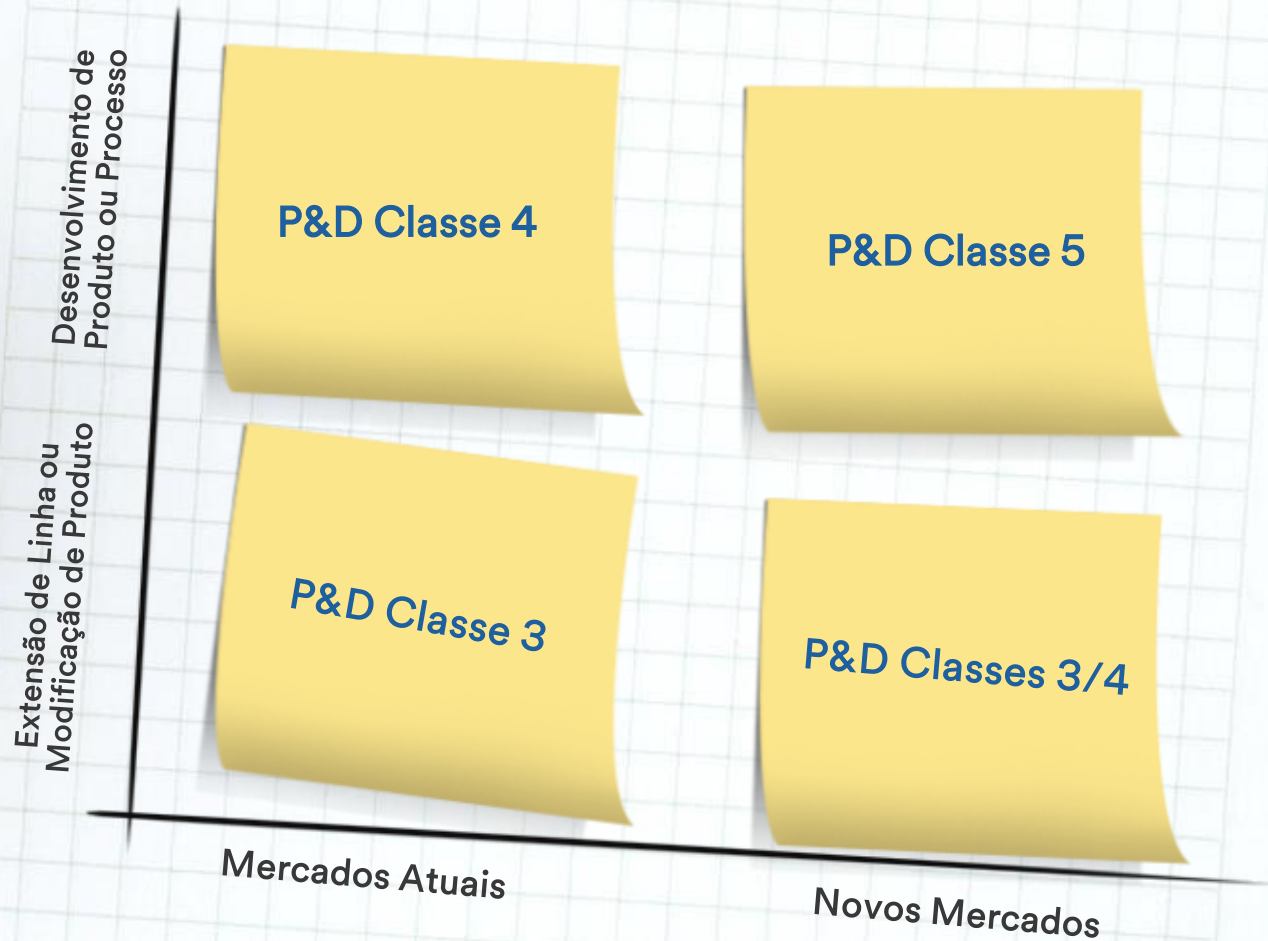 Desenvolvimento de
Produto ou Processo
P&D Classe 4
P&D Classe 5
Extensão de Linha ou
Modificação de Produto
P&D Classe 3
P&D Classes 3/4
Mercados Atuais
Novos Mercados